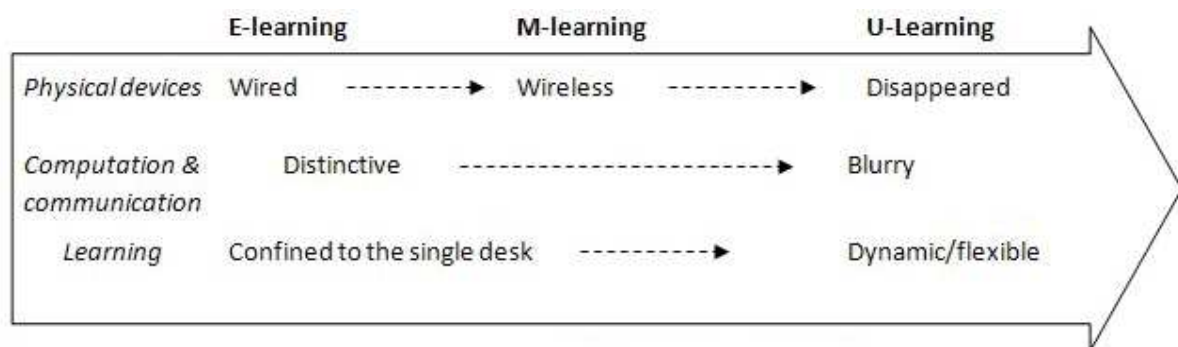 E-learning M-learning U-Learning
Physical devices Wired Wireless Disappeared
Computation & Distinctive Blurry
communication
Learning Confined to the single desk Dynamic/flexible